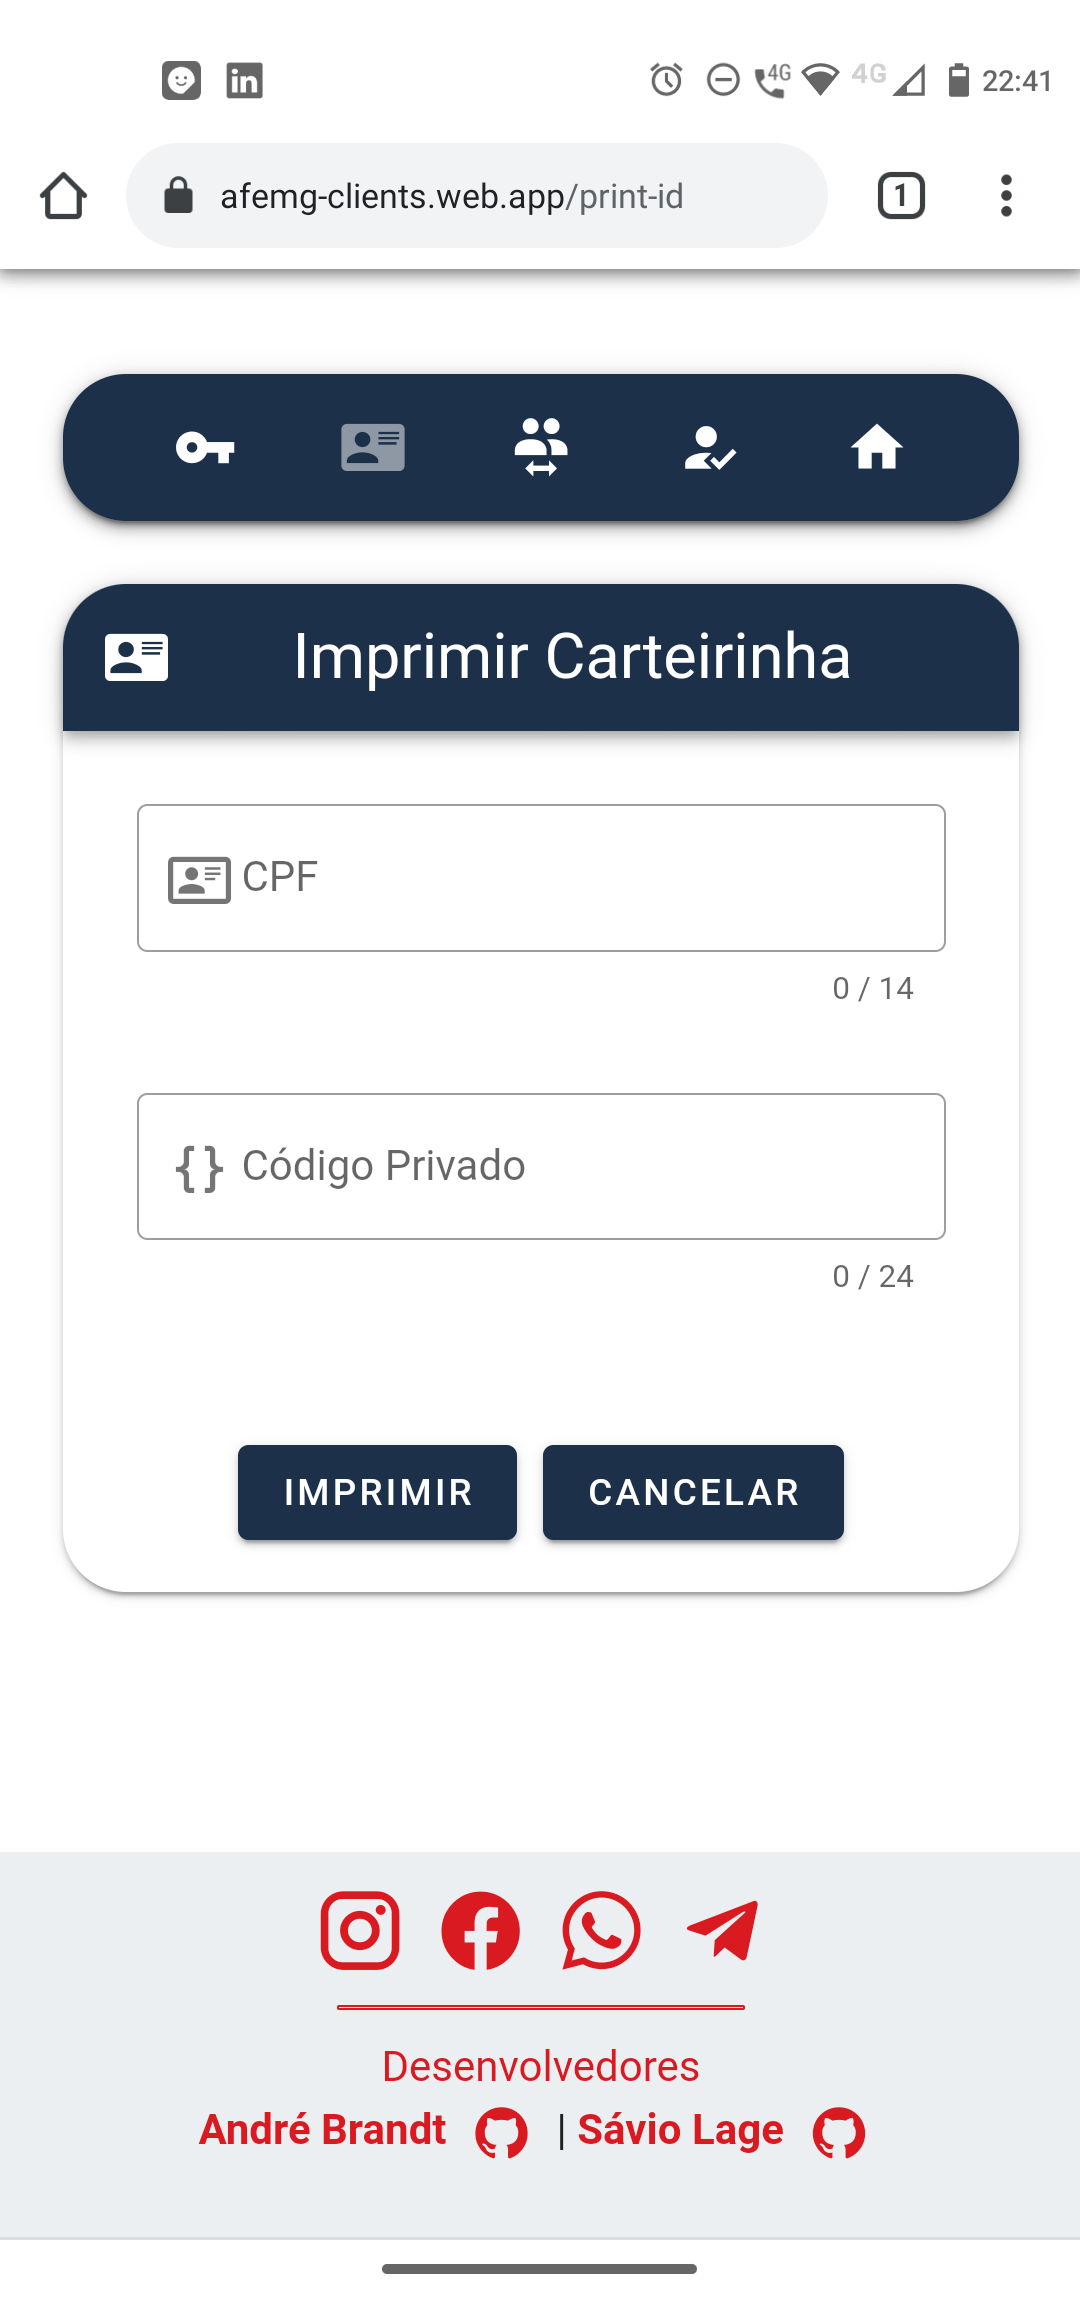 4G 4G 22:41
afemg-clients.web.app/print-id 1
Imprimir Carteirinha
CPF
0 / 14
{} Código Privado
0 / 24
IMPRIMIR CANCELAR
Desenvolvedores
André Brandt | Sávio Lage